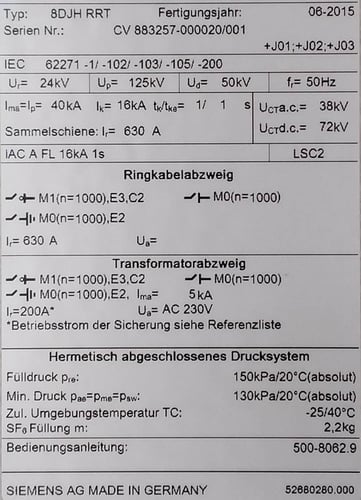 Typ: 8DJH RRT Fertigungsjahr: 06-2015
Serien Nr.: CV 883257-000020/001
+J01;+J02;+J03
IEC 62271 -1/ -102/ -103/ -105/ -200
Ur= 24kV Up= 125kV Ud= 50kV fr= 50Hz
Ima=Ip= 40kA Ik= 16kA tk/tke= 1/ 1 s UCTa.c.= 38kV
Sammelschiene: Ir= 630 A UCTd.c.= 72kV
IAC A FL 16kA 1s LSC2
Ringkabelabzweig
M1(n=1000),E3,C2 M0(n=1000)
M0(n=1000),E2
Ir= 630 A Ua=
Transformatorabzweig
M1(n=1000),E3,C2 M0(n=1000)
M0(n=1000),E2, Ima= 5kA
Ir=200A* Ua= AC 230V
*Betriebsstrom der Sicherung siehe Referenzliste
Hermetisch abgeschlossenes Drucksystem
Fülldruck pre: 150kPa/20°C(absolut)
Min. Druck pae=pme=psw: 130kPa/20°C(absolut)
Zul. Umgebungstemperatur TC: -25/40°C
SF6 Füllung m: 2,2kg
Bedienungsanleitung: 500-8062.9
SIEMENS AG MADE IN GERMANY 52680280.000